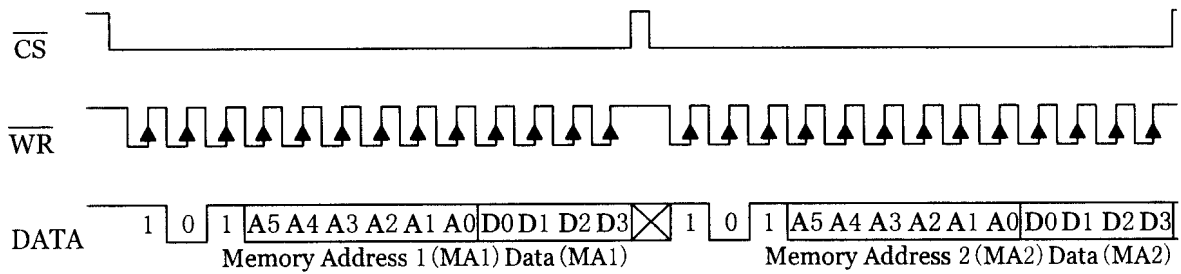 CS
WR
DATA 1 0 1 A5 A4 A3 A2 A1 A0 D0 D1 D2 D3 1 0 1 A5 A4 A3 A2 A1 A0 D0 D1 D2 D3
Memory Address 1 (MA1) Data (MA1) Memory Address 2 (MA2) Data (MA2)